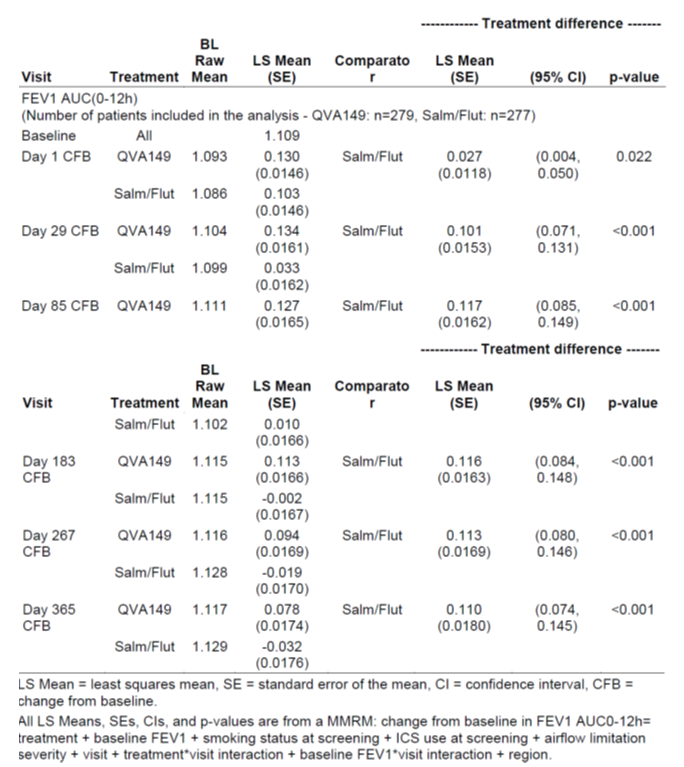 ------------ Treatment difference -------
BL
Raw LS Mean Comparato LS Mean
Visit Treatment Mean (SE) r (SE) (95% CI) p-value
FEV1 AUC(0-12h)
(Number of patients included in the analysis - QVA149: n=279, Salm/Flut: n=277)
Baseline All 1.109
Day 1 CFB QVA149 1.093 0.130 Salm/Flut 0.027 (0.004, 0.022
(0.0146) (0.0118) 0.050)
Salm/Flut 1.086 0.103
(0.0146)
Day 29 CFB QVA149 1.104 0.134 Salm/Flut 0.101 (0.071, <0.001
(0.0161) (0.0153) 0.131)
Salm/Flut 1.099 0.033
(0.0162)
Day 85 CFB QVA149 1.111 0.127 Salm/Flut 0.117 (0.085, <0.001
(0.0165) (0.0162) 0.149)
------------ Treatment difference -------
BL
Raw LS Mean Comparato LS Mean
Visit Treatment Mean (SE) r (SE) (95% CI) p-value
Salm/Flut 1.102 0.010
(0.0166)
Day 183 QVA149 1.115 0.113 Salm/Flut 0.116 (0.084, <0.001
CFB (0.0166) (0.0163) 0.148)
Salm/Flut 1.115 -0.002
(0.0167)
Day 267 QVA149 1.116 0.094 Salm/Flut 0.113 (0.080, <0.001
CFB (0.0169) (0.0169) 0.146)
Salm/Flut 1.128 -0.019
(0.0170)
Day 365 QVA149 1.117 0.078 Salm/Flut 0.110 (0.074, <0.001
CFB (0.0174) (0.0180) 0.145)
Salm/Flut 1.129 -0.032
(0.0176)
LS Mean = least squares mean, SE = standard error of the mean, CI = confidence interval, CFB =
change from baseline.
All LS Means, SEs, CIs, and p-values are from a MMRM: change from baseline in FEV1 AUC0-12h=
treatment + baseline FEV1 + smoking status at screening + ICS use at screening + airflow limitation
severity + visit + treatment*visit interaction + baseline FEV1*visit interaction + region.